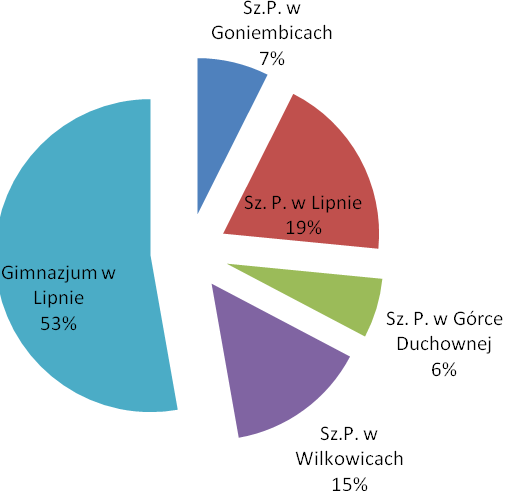 Sz.P. w
Goniembicach
7%
Sz. P. w Lipnie
19%
Gimnazjum w
Lipnie
53%
Sz. P. w Górce
Duchownej
6%
Sz.P. w
Wilkowicach
15%